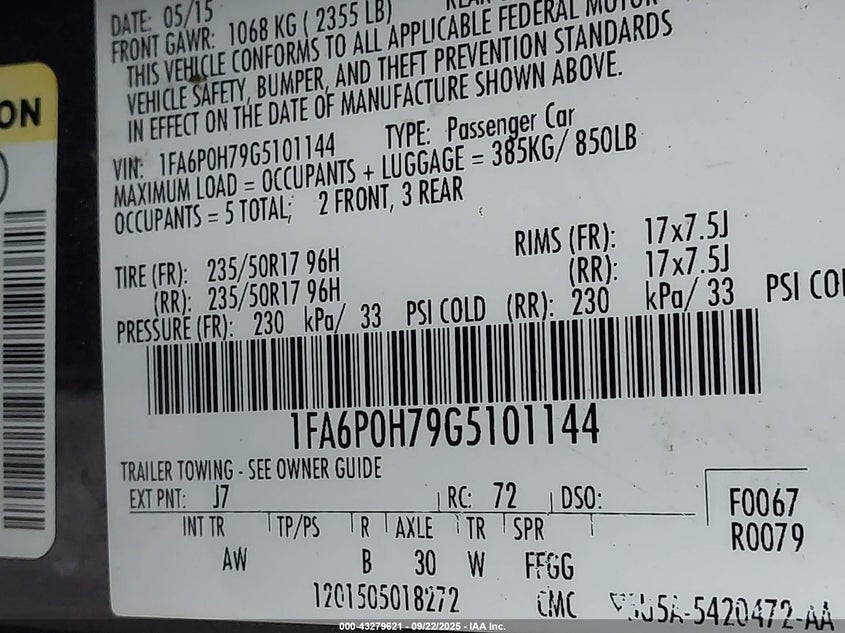 DATE: 05/15
FRONT GAWR: 1068 KG ( 2355 LB)
THIS VEHICLE CONFORMS TO ALL APPLICABLE FEDERAL MOTOR
VEHICLE SAFETY, BUMPER, AND THEFT PREVENTION STANDARDS
IN EFFECT ON THE DATE OF MANUFACTURE SHOWN ABOVE.
VIN: 1FA6P0H79G5101144 TYPE: Passenger Car
MAXIMUM LOAD = OCCUPANTS + LUGGAGE = 385KG/ 850LB
OCCUPANTS = 5 TOTAL; 2 FRONT, 3 REAR
TIRE (FR): 235/50R17 96H RIMS (FR): 17x7.5J
(RR): 235/50R17 96H (RR): 17x7.5J
PRESSURE (FR): 230 kPa/ 33 PSI COLD (RR): 230 kPa/ 33 PSI COL
1FA6P0H79G5101144
TRAILER TOWING - SEE OWNER GUIDE
EXT PNT: J7 RC: 72 DSO:
F0067
R0079
INT TR TP/PS R AXLE TR SPR
AW B 30 W FFGG
1201505018272 CMC
ON
000-43279621 - 09/22/2025 - IAA Inc.